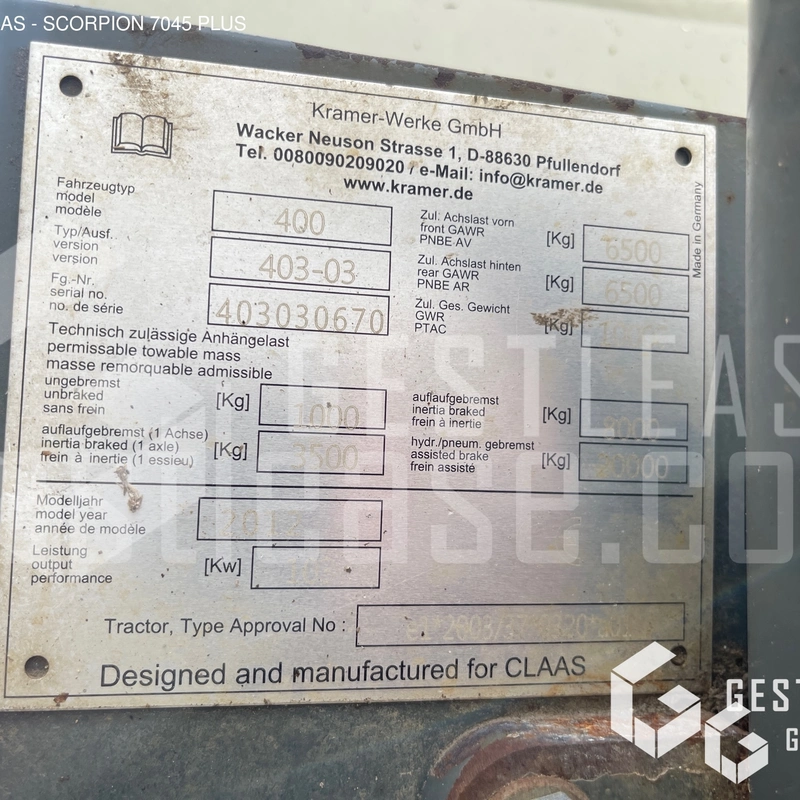 AS - SCORPION 7045 PLUS
Kramer-Werke GmbH
Wacker Neuson Strasse 1, D-88630 Pfullendorf
Tel. 0080090209020 / e-Mail: info@kramer.de
www.kramer.de
Made in Germany
Fahrzeugtyp
model
modèle
400
Typ/Ausf.
version
version
403-03
Fg.-Nr.
serial no.
no. de série
403030670
Zul. Achslast vorn
front GAWR
PNBE AV
[Kg] 6500
Zul. Achslast hinten
rear GAWR
PNBE AR
[Kg] 6500
Zul. Ges. Gewicht
GWR
PTAC
[Kg]
Technisch zulässige Anhängelast
permissable towable mass
masse remorquable admissible
ungebremst
unbraked
sans frein
[Kg] 1000
auflaufgebremst (1 Achse)
inertia braked (1 axle)
frein à inertie (1 essieu)
[Kg] 3500
auflaufgebremst
inertia braked
frein à inertie
[Kg] 8000
hydr./pneum. gebremst
assisted brake
frein assisté
[Kg] 20000
Modelljahr
model year
année de modèle
Leistung
output
performance
[Kw]
Tractor, Type Approval No :
Designed and manufactured for CLAAS
GESTLEAS
lease.co
GEST
G